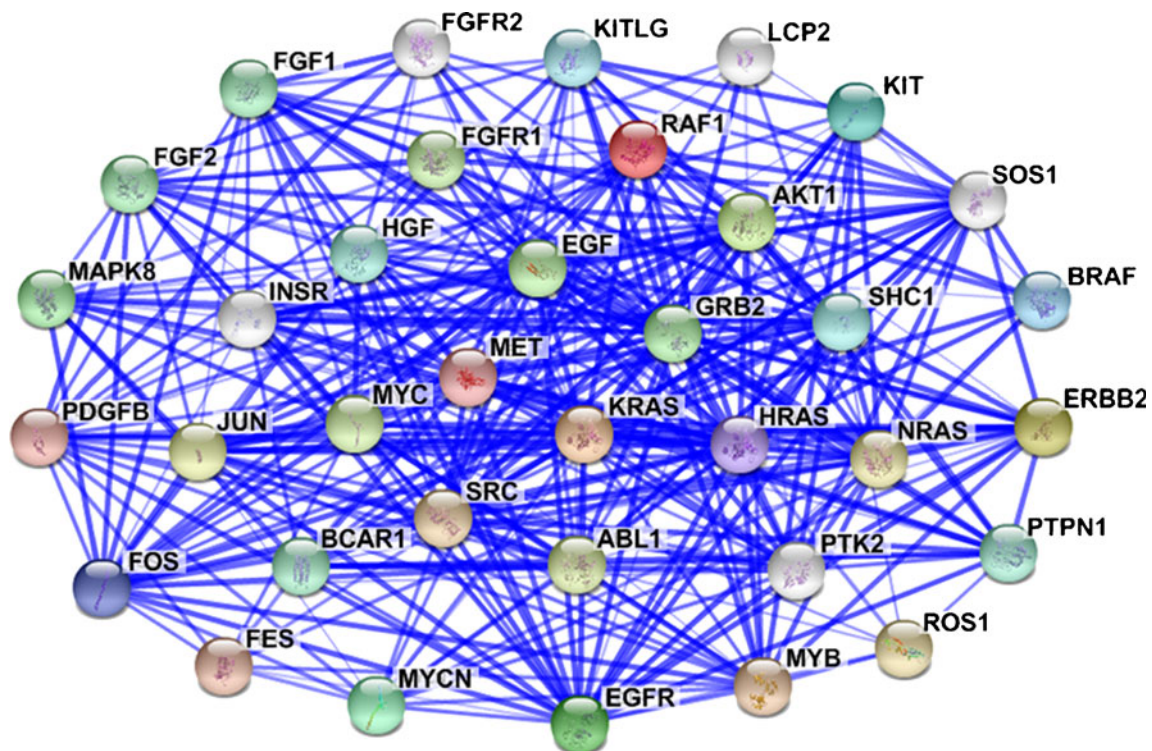 FGFR2
KITLG
LCP2
FGF1
KIT
RAF1
FGFR1
FGF2
SOS1
AKT1
HGF
EGF
MAPK8
INSR
BRAF
SHC1
GRB2
MET
MYC
KRAS
ERBB2
PDGFB
JUN
HRAS
NRAS
SRC
PTPN1
BCAR1
ABL1
PTK2
FOS
ROS1
FES
MYB
MYCN
EGFR